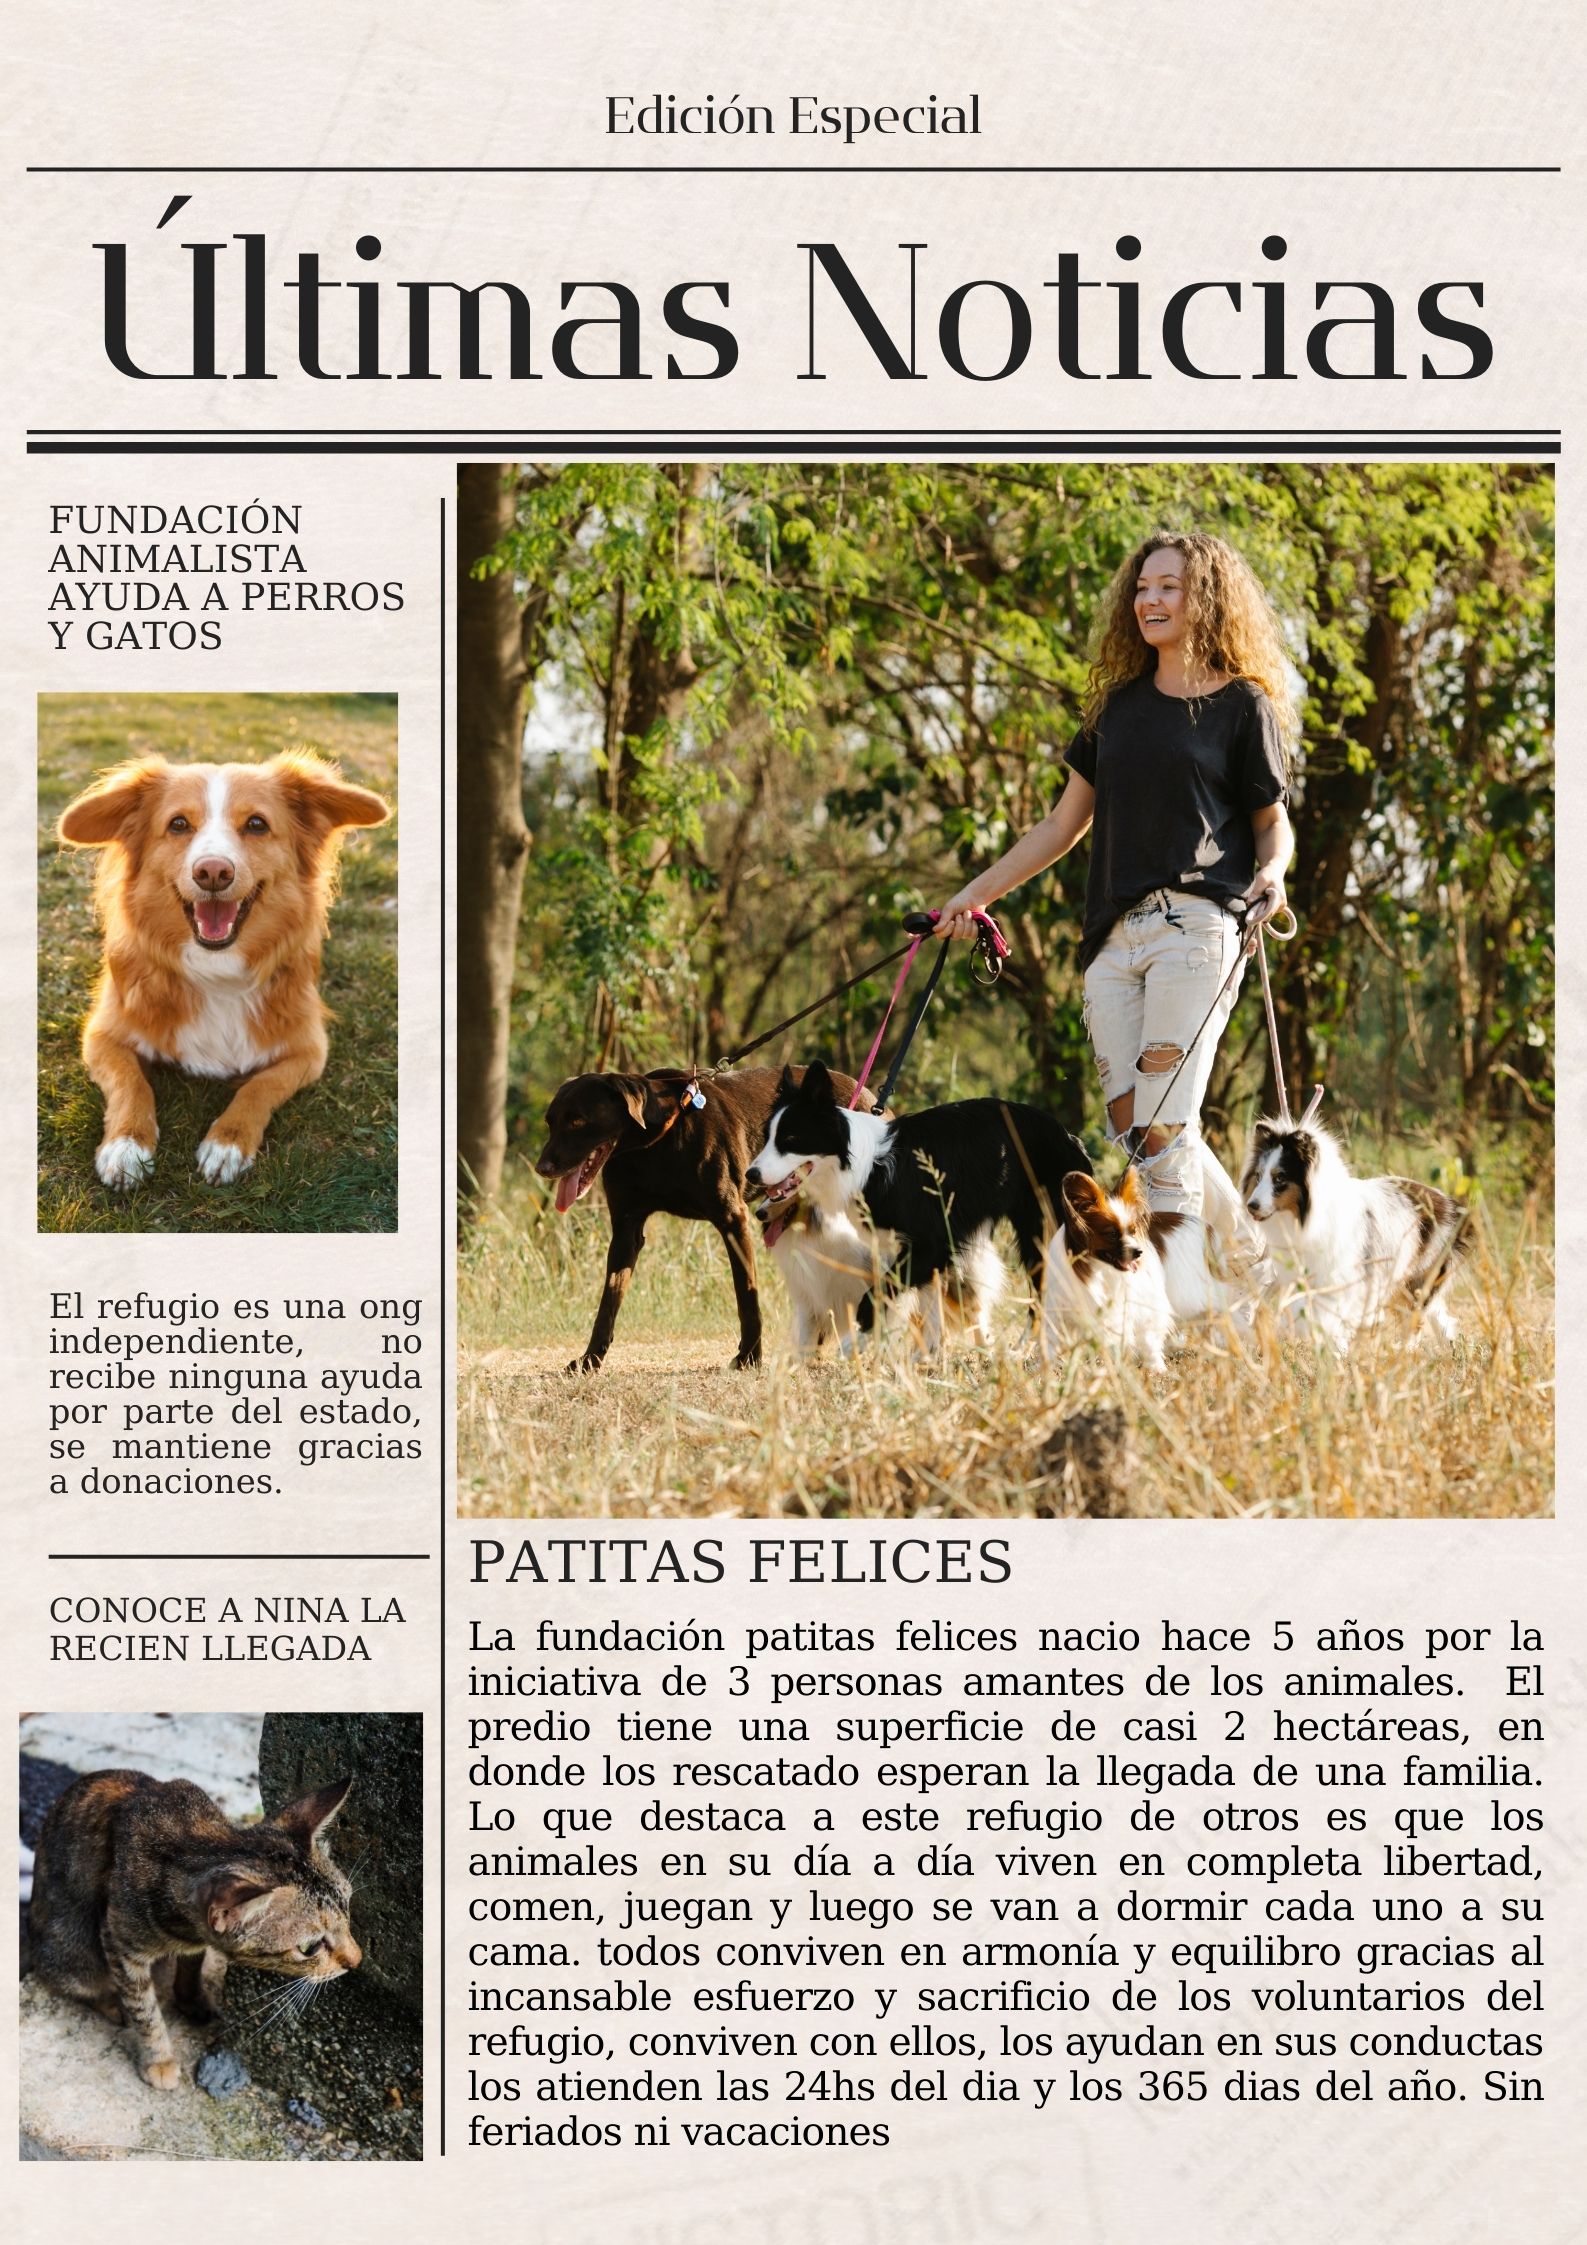 Edición Especial
Últimas Noticias
FUNDACIÓN
ANIMALISTA
AYUDA A PERROS
Y GATOS
El refugio es una ong
independiente, no
recibe ninguna ayuda
por parte del estado,
se mantiene gracias
a donaciones.
CONOCE A NINA LA
RECIEN LLEGADA
PATITAS FELICES
La fundación patitas felices nacio hace 5 años por la
iniciativa de 3 personas amantes de los animales. El
predio tiene una superficie de casi 2 hectáreas, en
donde los rescatado esperan la llegada de una familia.
Lo que destaca a este refugio de otros es que los
animales en su día a día viven en completa libertad,
comen, juegan y luego se van a dormir cada uno a su
cama. todos conviven en armonía y equilibro gracias al
incansable esfuerzo y sacrificio de los voluntarios del
refugio, conviven con ellos, los ayudan en sus conductas
los atienden las 24hs del dia y los 365 dias del año. Sin
feriados ni vacaciones